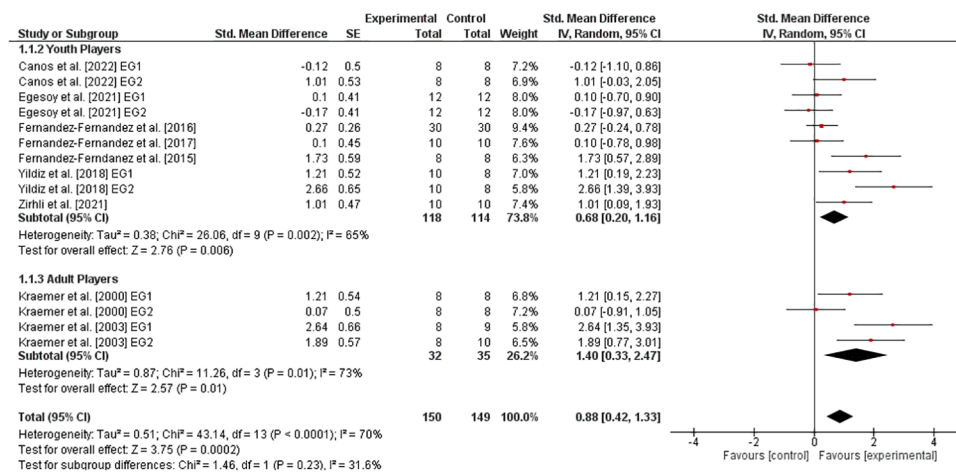 Experimental Control Std. Mean Difference Std. Mean Difference
Study or Subgroup Std. Mean Difference SE Total Total Weight IV, Random, 95% CI IV, Random, 95% CI
1.1.2 Youth Players
Canos et al. [2022] EG1 -0.12 0.5 8 8 7.2% -0.12 [-1.10, 0.86]
Canos et al. [2022] EG2 1.01 0.53 8 8 6.9% 1.01 [-0.03, 2.05]
Egesoy et al. [2021] EG1 0.1 0.41 12 12 8.0% 0.10 [-0.70, 0.90]
Egesoy et al. [2021] EG2 -0.17 0.41 12 12 8.0% -0.17 [-0.97, 0.63]
Fernandez-Fernandez et al. [2016] 0.27 0.26 30 30 9.4% 0.27 [-0.24, 0.78]
Fernandez-Fernandez et al. [2017] 0.1 0.45 10 10 7.6% 0.10 [-0.78, 0.98]
Fernandez-Ferndanez et al. [2015] 1.73 0.59 8 8 6.3% 1.73 [0.57, 2.89]
Yildiz et al. [2018] EG1 1.21 0.52 10 8 7.0% 1.21 [0.19, 2.23]
Yildiz et al. [2018] EG2 2.66 0.65 10 8 5.8% 2.66 [1.39, 3.93]
Zirhli et al. [2021] 1.01 0.47 10 10 7.5% 1.01 [0.09, 1.93]
Subtotal (95% CI) 118 114 73.8% 0.68 [0.20, 1.16]
Heterogeneity: Tau² = 0.38; Chi² = 26.06, df = 9 (P = 0.002); I² = 65%
Test for overall effect: Z = 2.76 (P = 0.006)
1.1.3 Adult Players
Kraemer et al. [2000] EG1 1.21 0.54 8 8 6.8% 1.21 [0.15, 2.27]
Kraemer et al. [2000] EG2 0.07 0.5 8 8 7.2% 0.07 [-0.91, 1.05]
Kraemer et al. [2003] EG1 2.64 0.66 8 9 5.8% 2.64 [1.35, 3.93]
Kraemer et al. [2003] EG2 1.89 0.57 8 10 6.5% 1.89 [0.77, 3.01]
Subtotal (95% CI) 32 35 26.2% 1.40 [0.33, 2.47]
Heterogeneity: Tau² = 0.87; Chi² = 11.26, df = 3 (P = 0.01); I² = 73%
Test for overall effect: Z = 2.57 (P = 0.01)
Total (95% CI) 150 149 100.0% 0.88 [0.42, 1.33]
Heterogeneity: Tau² = 0.51; Chi² = 43.14, df = 13 (P < 0.0001); I² = 70%
Test for overall effect: Z = 3.75 (P = 0.0002)
Test for subgroup differences: Chi² = 1.46, df = 1 (P = 0.23), I² = 31.6%
-4 -2 0 2 4
Favours [control] Favours [experimental]